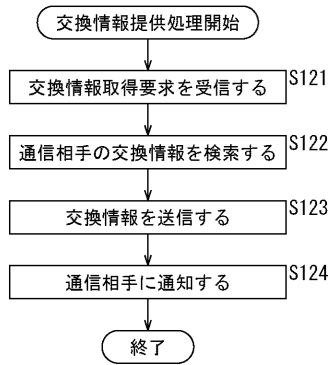 交換情報提供処理開始
交換情報取得要求を受信する
S121
通信相手の交換情報を検索する
S122
交換情報を送信する
S123
通信相手に通知する
S124
終了